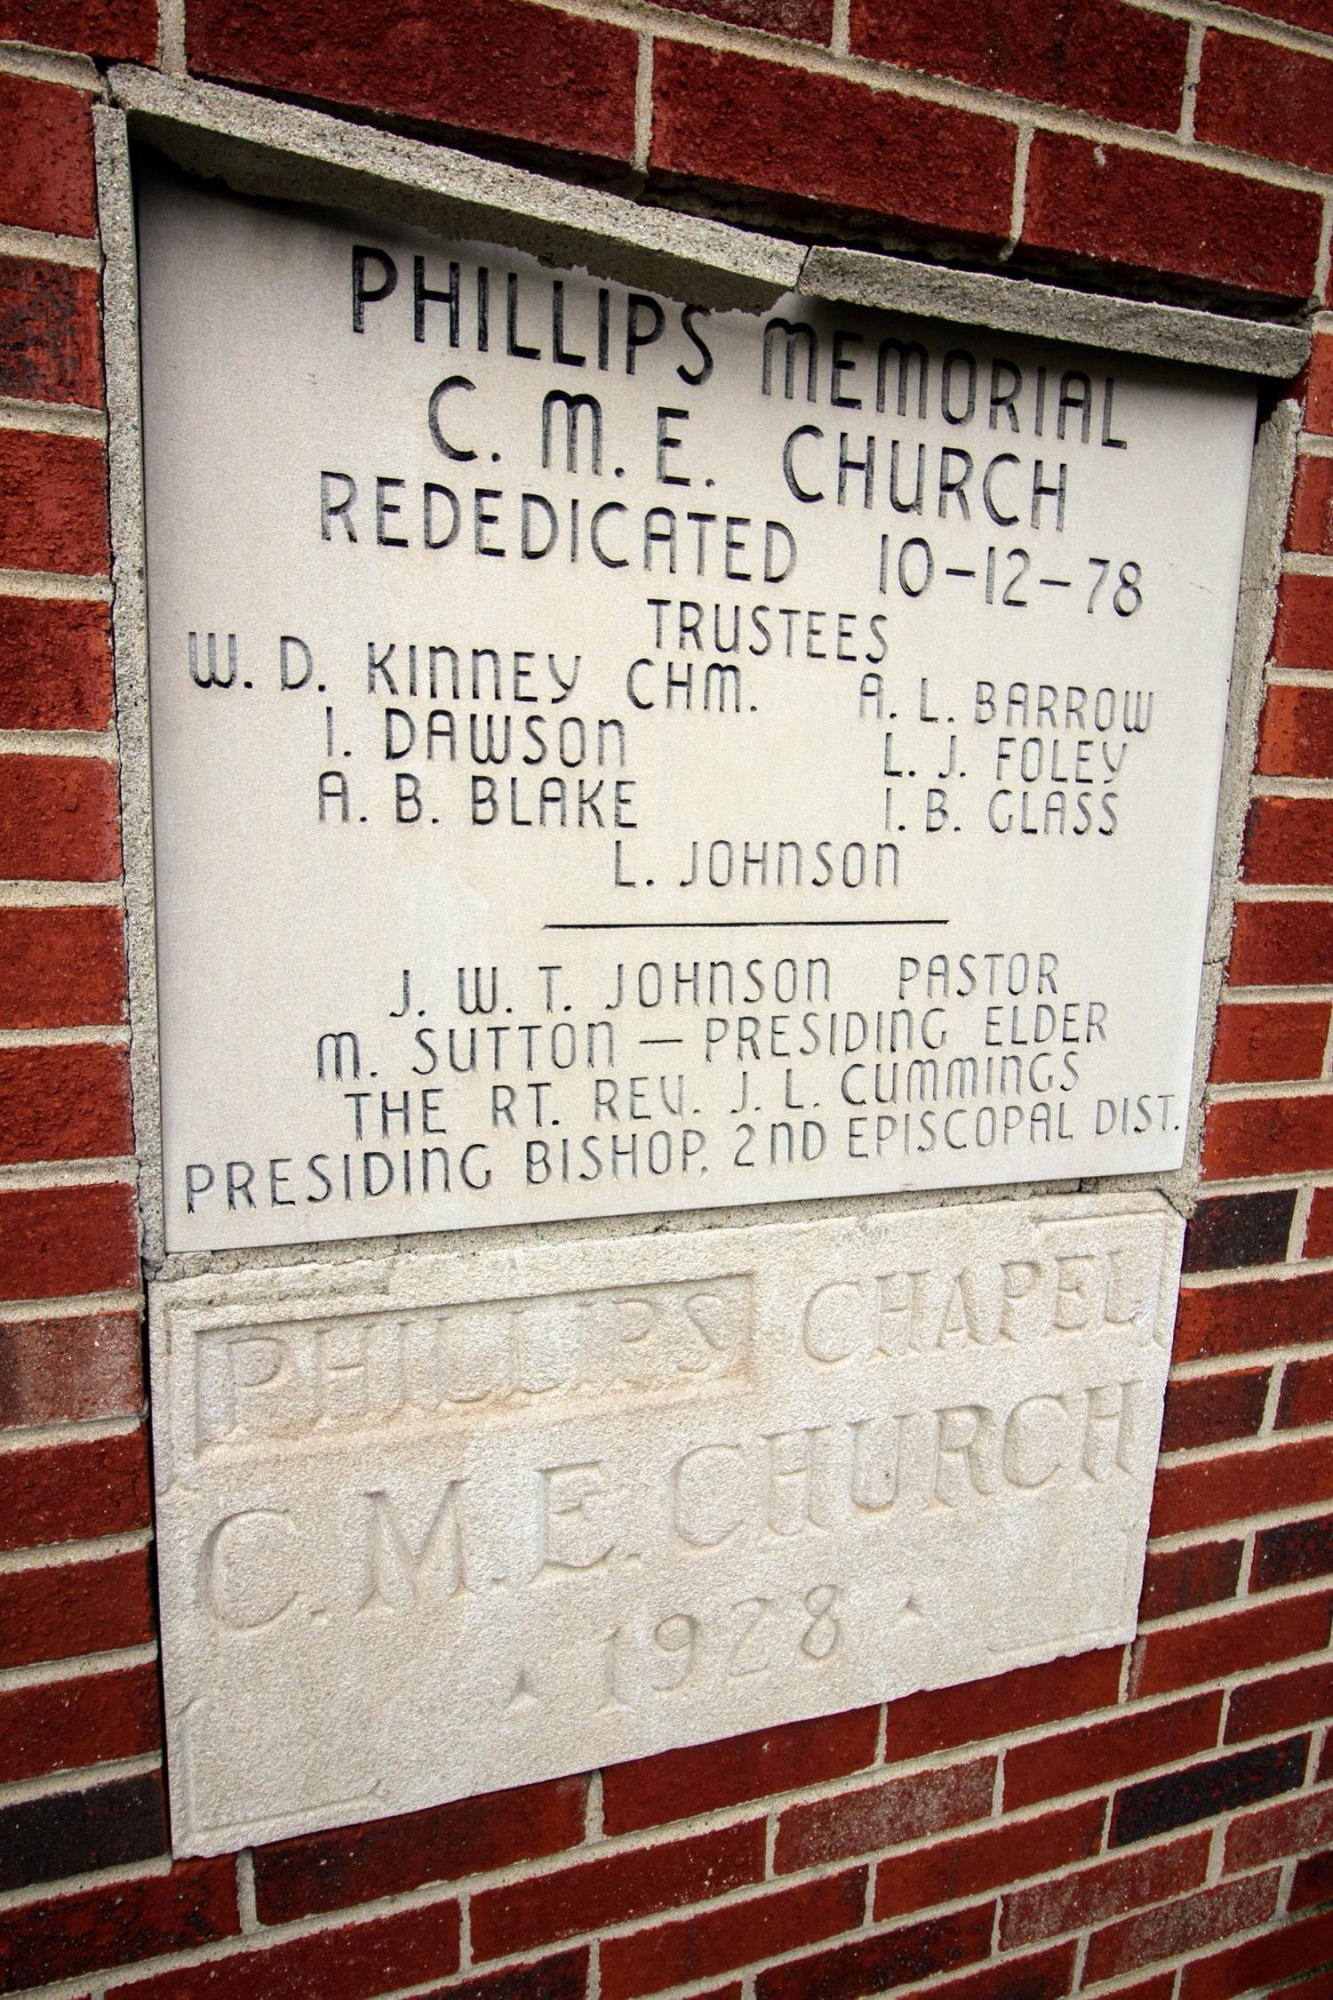 PHILLIPS MEMORIAL
C. M. E. CHURCH
REDEDICATED 10-12-78
TRUSTEES
W. D. KINNEY CHM. A. L. BARROW
I. DAWSON L. J. FOLEY
A. B. BLAKE I. B. GLASS
L. JOHNSON
J. W. T. JOHNSON PASTOR
M. SUTTON — PRESIDING ELDER
THE RT. REV. J. L. CUMMINGS
PRESIDING BISHOP, 2ND EPISCOPAL DIST.
PHILLIPS CHAPEL
C.M.E. CHURCH
1928